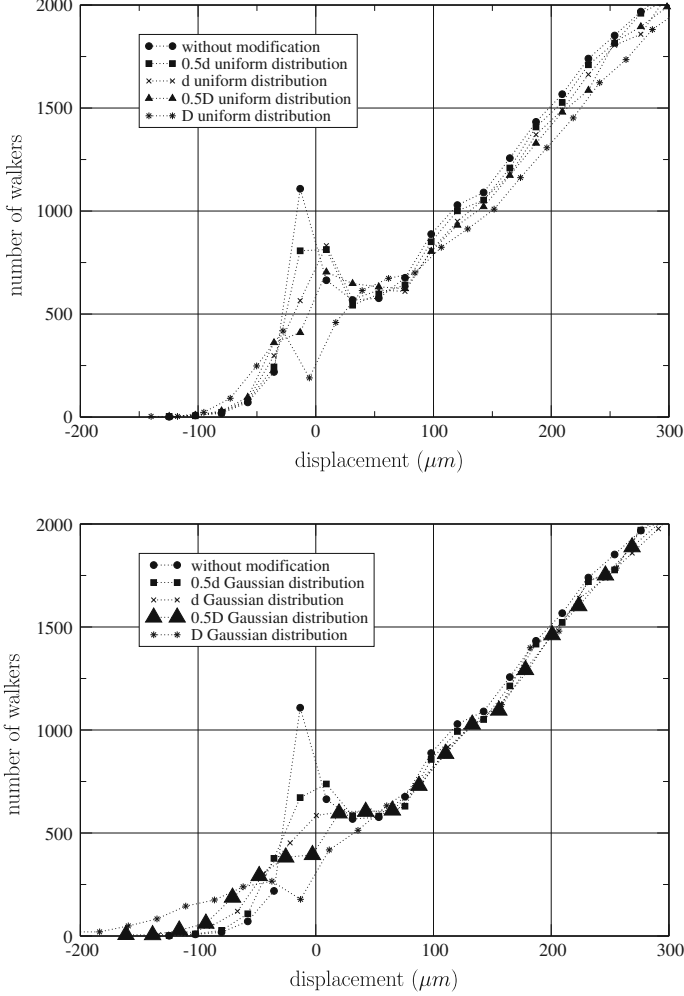 2000
without modification
0.5d uniform distribution
d uniform distribution
0.5D uniform distribution
D uniform distribution
1500
1000
500
0
number of walkers
-200 -100 0 100 200 300
displacement (μm)
2000
without modification
0.5d Gaussian distribution
d Gaussian distribution
0.5D Gaussian distribution
D Gaussian distribution
1500
1000
500
0
number of walkers
-200 -100 0 100 200 300
displacement (μm)